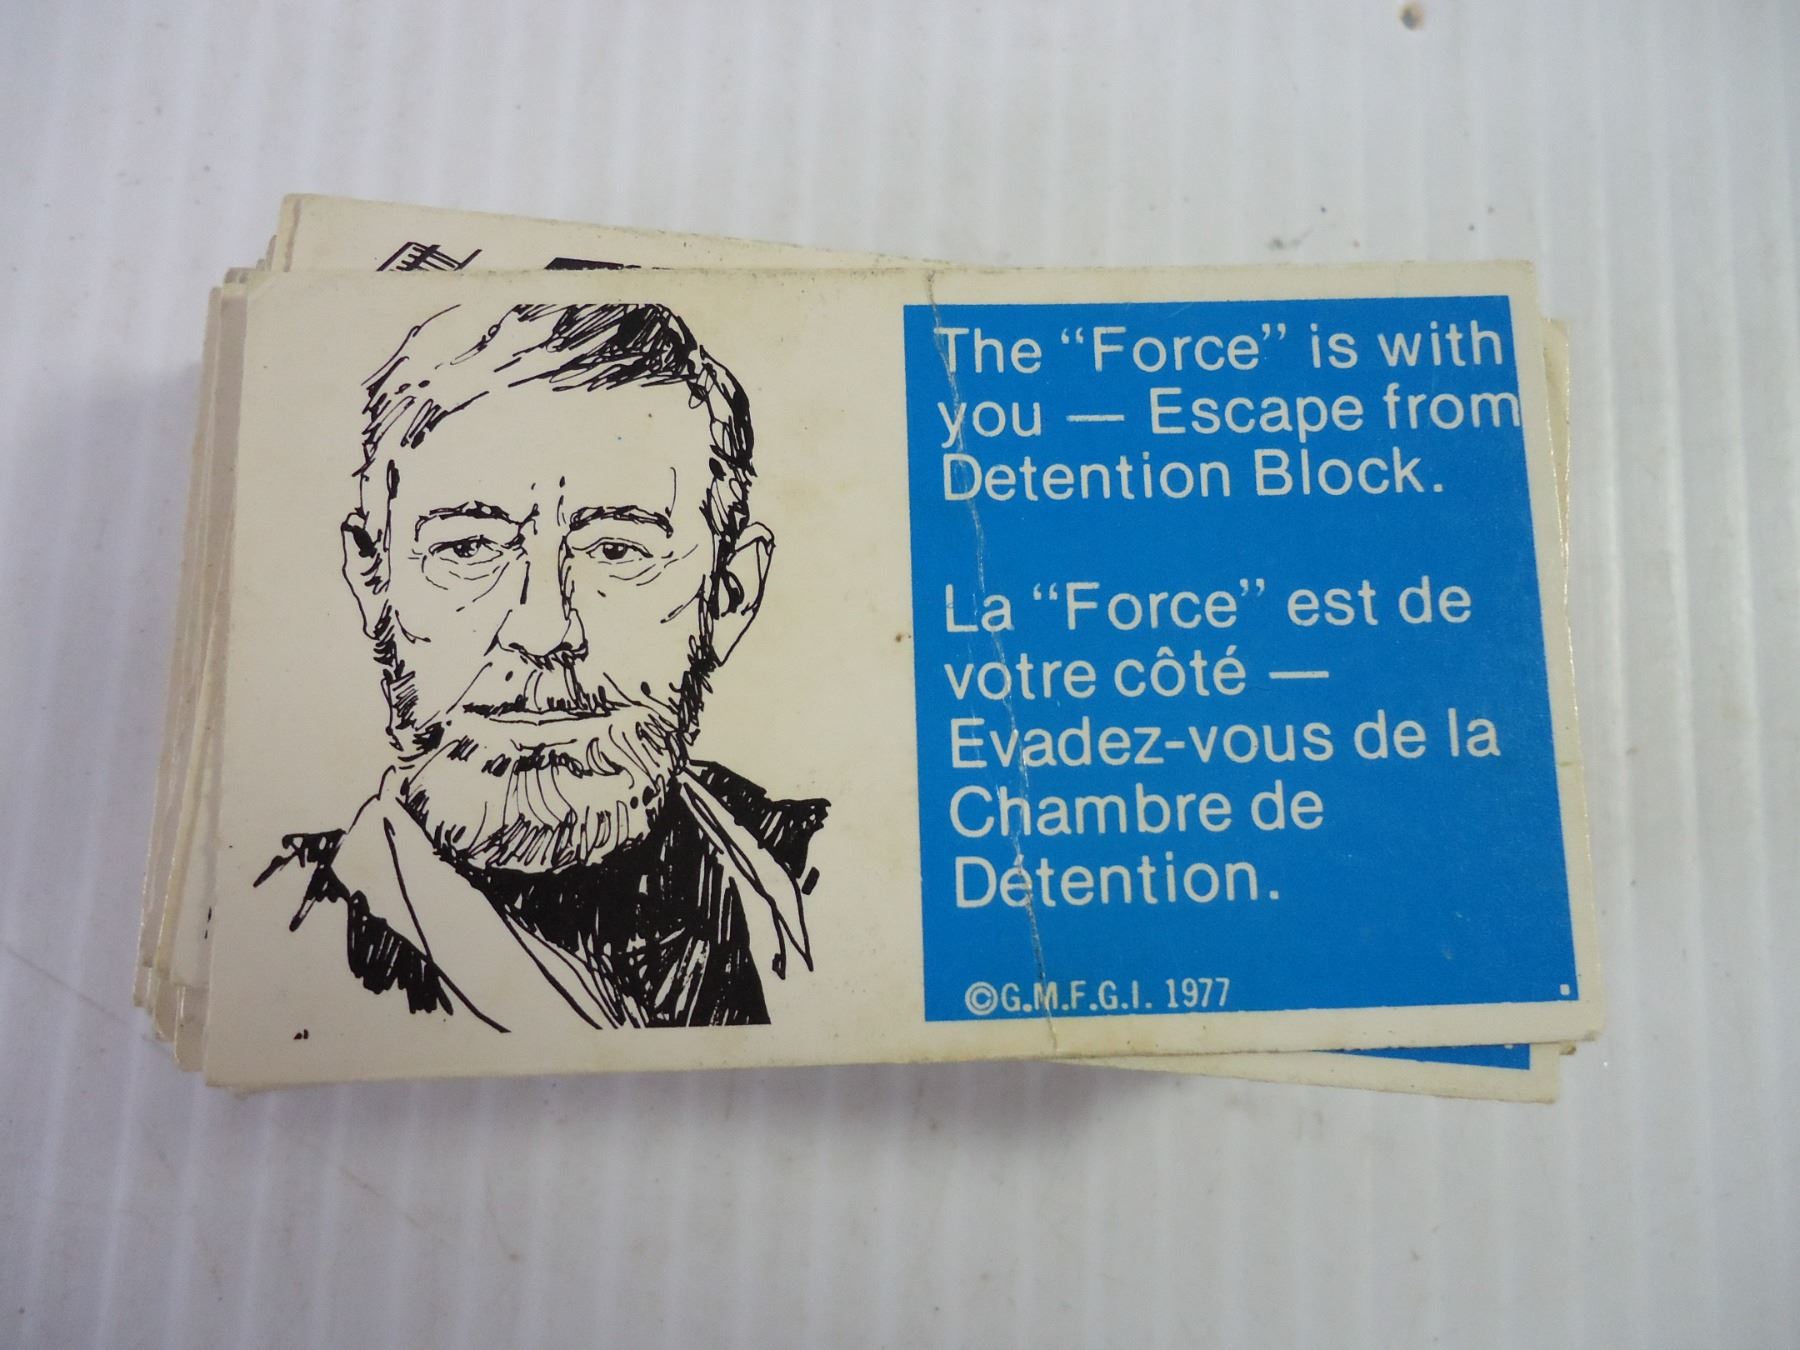 The “Force” is with
you — Escape from
Detention Block.
La “Force” est de
votre côté —
Evadez-vous de la
Chambre de
Détention.
©G.M.F.G.I. 1977